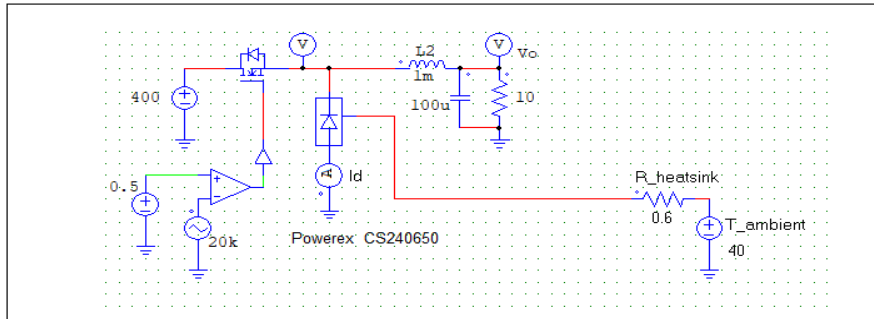 V
V
Vo
L2
1m
400
100u
10
Id
A
R_heatsink
0.6
0.5
T_ambient
40
20k
Powerex CS240650